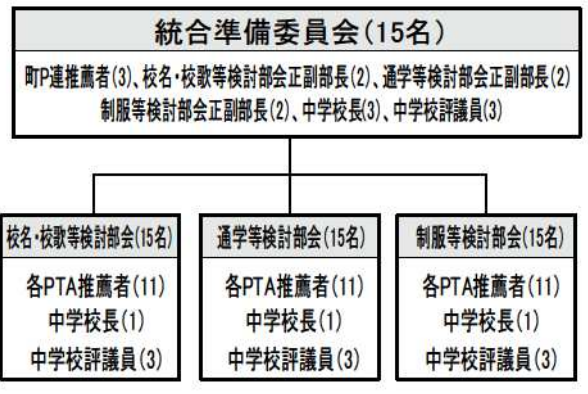 統合準備委員会(15名)
町P連推薦者(3)、校名・校歌等検討部会正副部長(2)、通学等検討部会正副部長(2)
制服等検討部会正副部長(2)、中学校長(3)、中学校評議員(3)
校名・校歌等検討部会(15名)
各PTA推薦者(11)
中学校長(1)
中学校評議員(3)
通学等検討部会(15名)
各PTA推薦者(11)
中学校長(1)
中学校評議員(3)
制服等検討部会(15名)
各PTA推薦者(11)
中学校長(1)
中学校評議員(3)